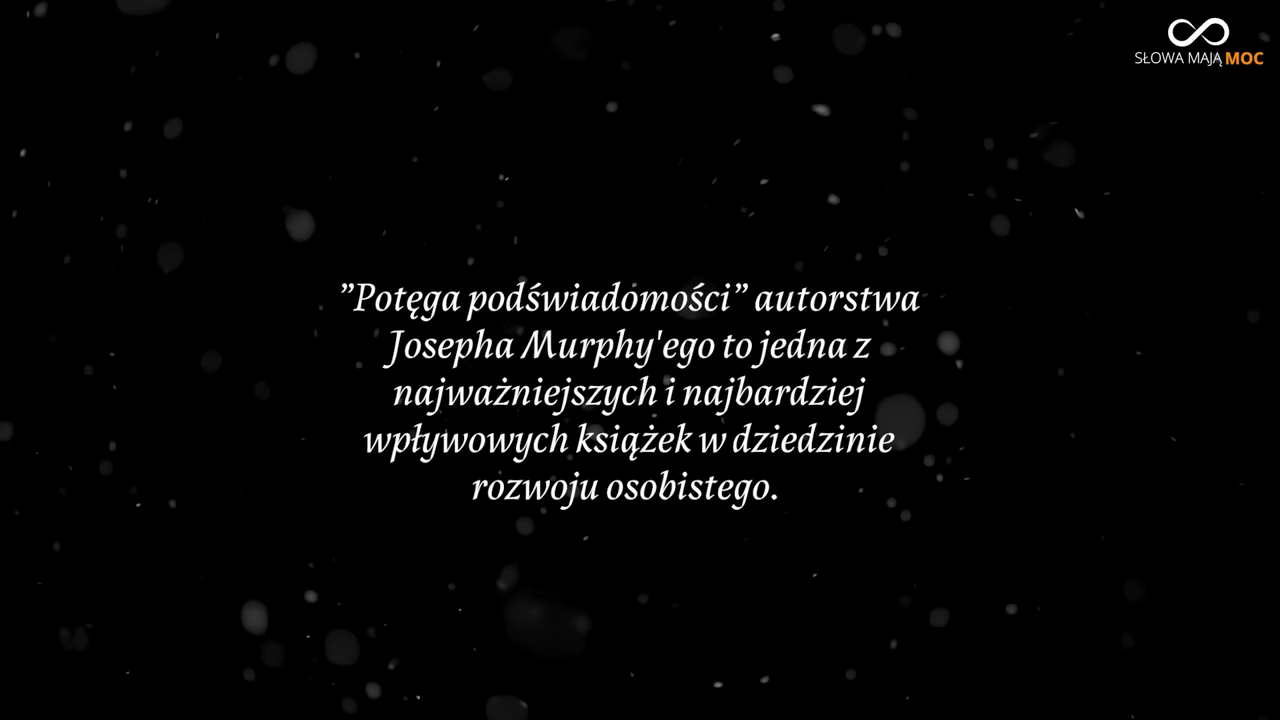 SŁOWA MAJĄ MOC
”Potęga podświadomości” autorstwa
Josepha Murphy'ego to jedna z
najważniejszych i najbardziej
wpływowych książek w dziedzinie
rozwoju osobistego.